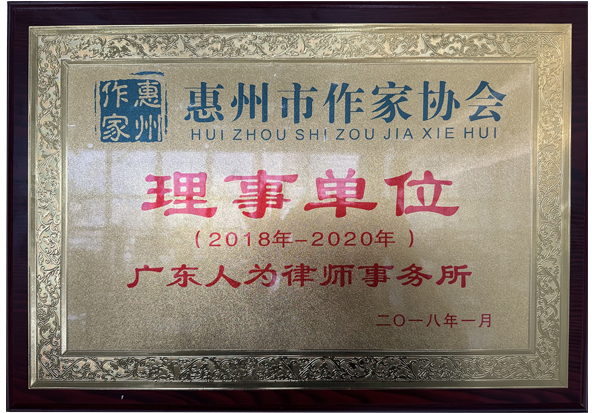 惠州作家
惠州市作家协会
HUI ZHOU SHI ZOU JIA XIE HUI
理事单位
（2018年-2020年）
广东人为律师事务所
二〇一八年一月